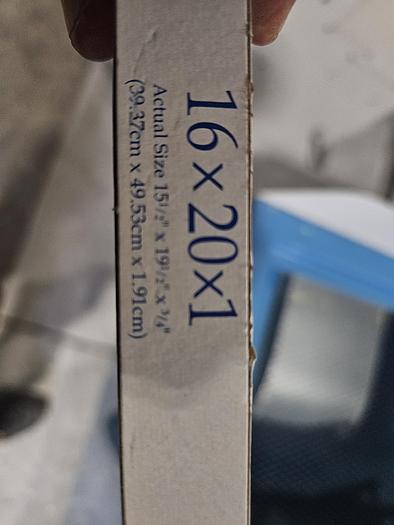 16×20×1
Actual Size 15¹/₂" x 19¹/₂" x ³/₄"
(39.37cm x 49.53cm x 1.91cm)